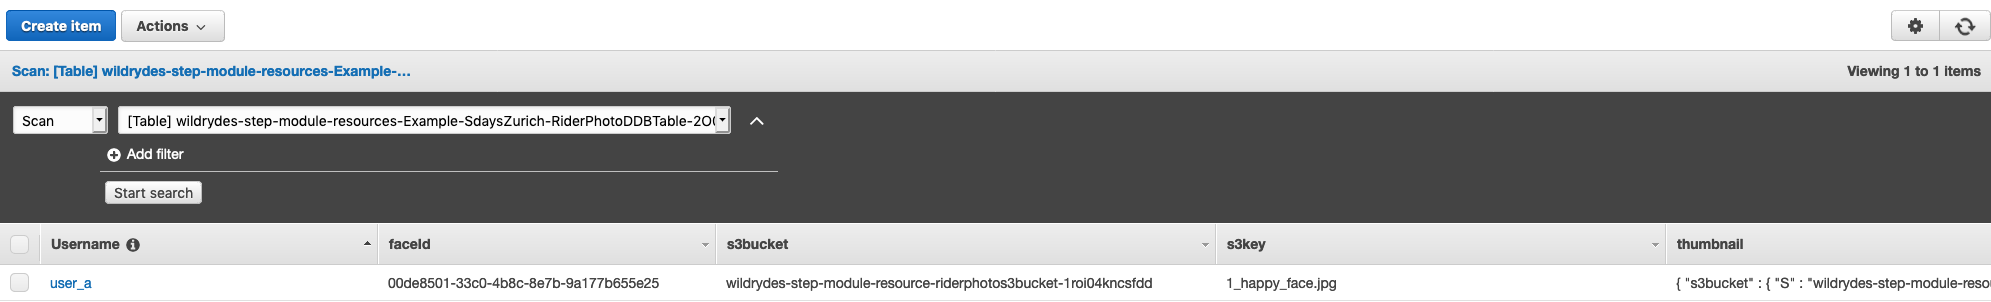 Create item Actions
Scan: [Table] wildrydes-step-module-resources-Example-... Viewing 1 to 1 items
Scan [Table] wildrydes-step-module-resources-Example-SdaysZurich-RiderPhotoDDBTable-2O
Add filter
Start search
Username faceId s3bucket s3key thumbnail
user_a 00de8501-33c0-4b8c-8e7b-9a177b655e25 wildrydes-step-module-resource-riderphotos3bucket-1roi04kncsfdd 1_happy_face.jpg { "s3bucket" : { "S" : "wildrydes-step-module-reso